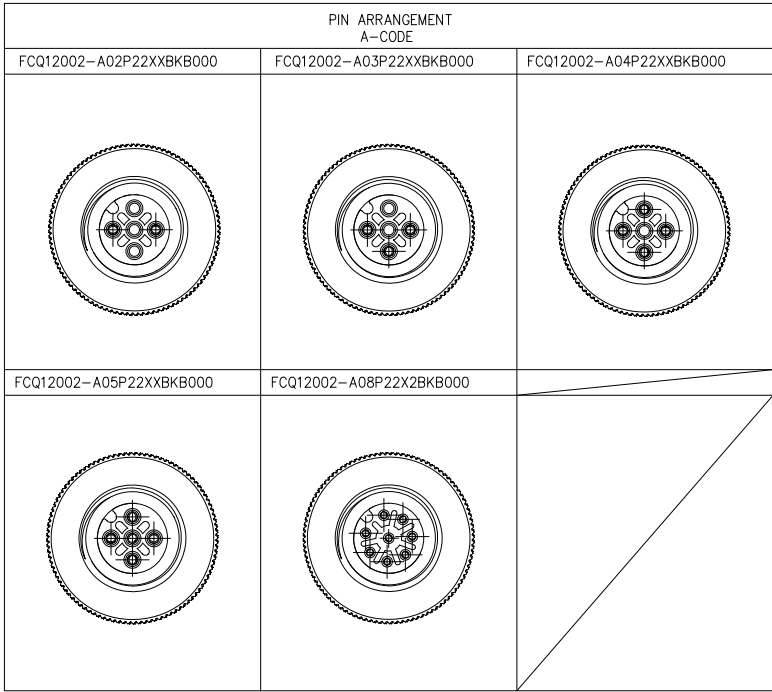 PIN ARRANGEMENT
A-CODE
FCQ12002-A02P22XXBKB000
FCQ12002-A03P22XXBKB000
FCQ12002-A04P22XXBKB000
FCQ12002-A05P22XXBKB000
FCQ12002-A08P22X2BKB000